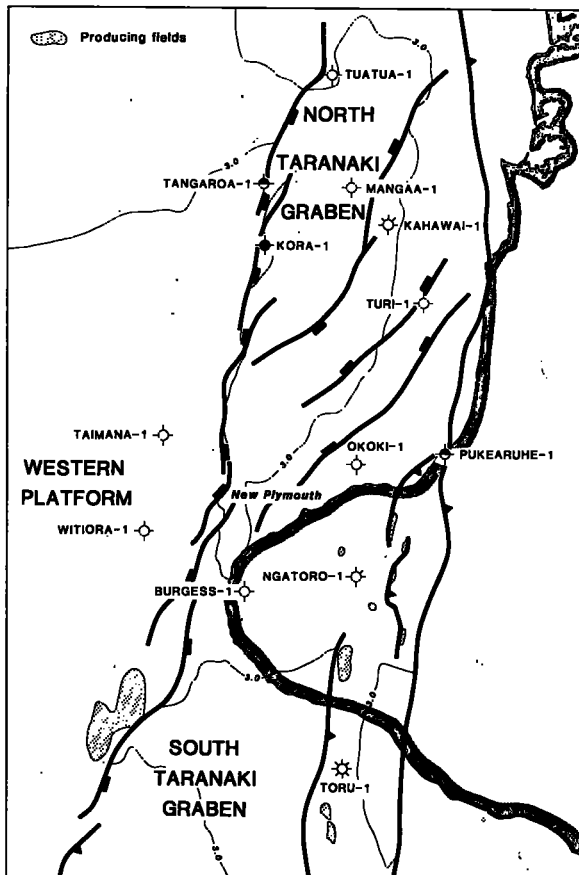 Producing fields
3.0
TUATUA-1
NORTH
3.0
TARANAKI
TANGAROA-1
MANGAA-1
GRABEN
KAHAWAI-1
KORA-1
TURI-1
TAIMANA-1
3.0
OKOKI-1
PUKEARUHE-1
WESTERN
PLATFORM
New Plymouth
WITIORA-1
NGATORO-1
BURGESS-1
3.0
3.0
SOUTH
TARANAKI
GRABEN
TORU-1
3.0